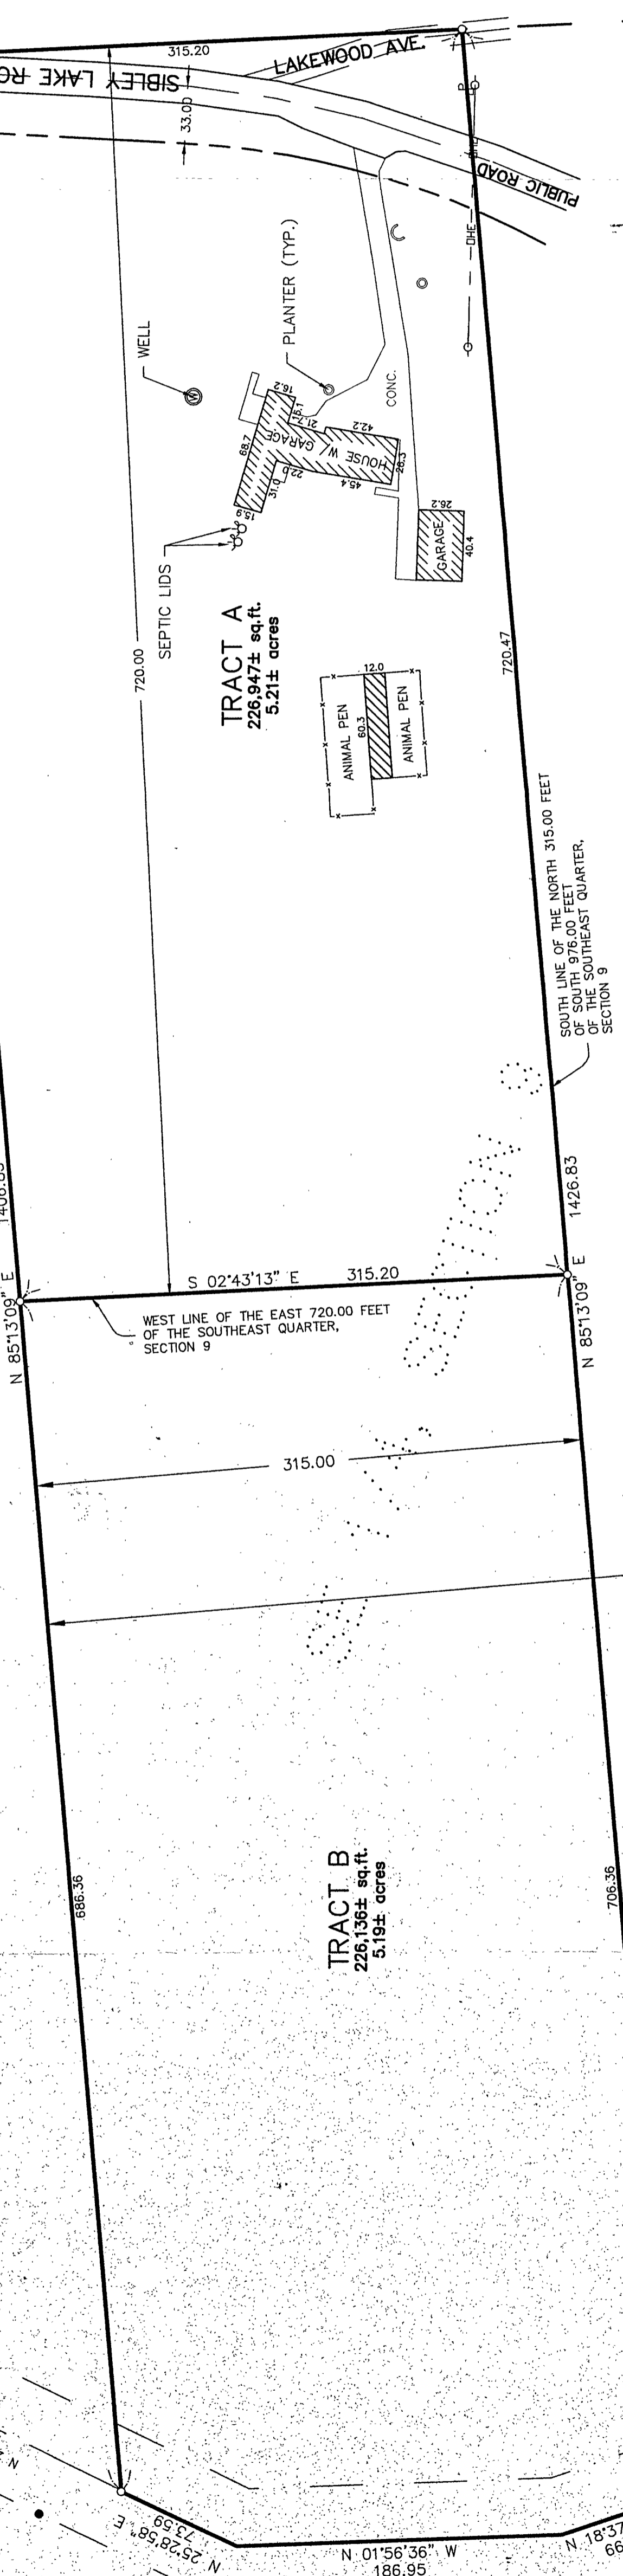 315.20
LAKEWOOD AVE.
SIBLEY LAKE RO
33.00
PUBLIC ROAD
OHE
OHE
P
WELL
W
PLANTER (TYP.)
CONC.
16.2
15.1
21.7
42.2
68.7
HOUSE W/
GARAGE
26.3
22.0
31.0
45.4
15.9
26.2
GARAGE
40.4
SEPTIC LIDS
720.00
TRACT A
226,947± sq.ft.
5.21± acres
12.0
ANIMAL PEN
60.3
ANIMAL PEN
720.47
SOUTH LINE OF THE NORTH 315.00 FEET
OF SOUTH 976.00 FEET
OF THE SOUTHEAST QUARTER,
SECTION 9
1426.83
N 85°13'09" E
S 02°43'13" E
315.20
N 85°13'09" E
WEST LINE OF THE EAST 720.00 FEET
OF THE SOUTHEAST QUARTER,
SECTION 9
315.00
TRACT B
226,136± sq.ft.
5.19± acres
686.36
706.36
N 25°28'58" E
73.59
N 01°56'36" W
186.95
N 18°37
66
N